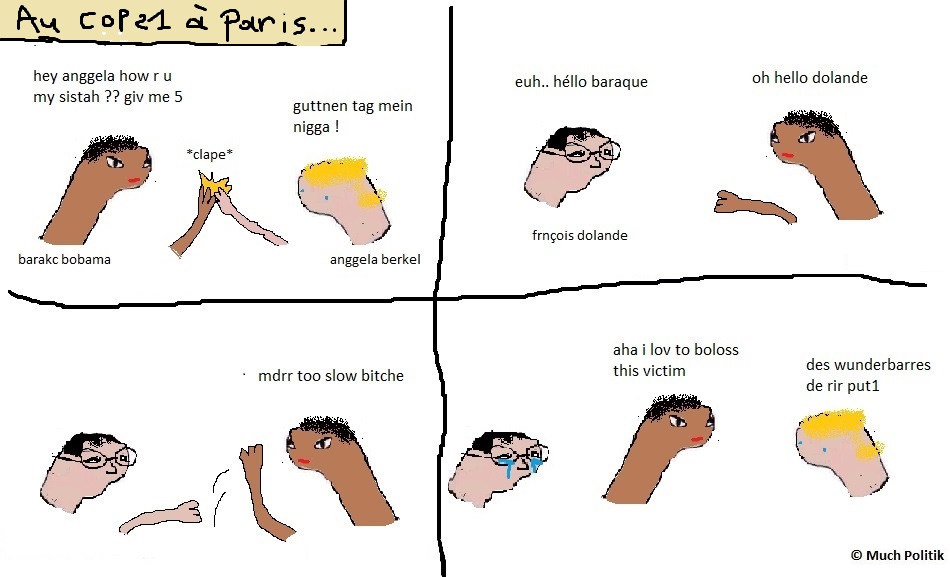 Au COP21 à Paris...
hey anggela how r u
my sistah ?? giv me 5
guttnen tag mein
nigga !
*clape*
barakc bobama
anggela berkel
euh.. héllo baraque
oh hello dolande
frnçois dolande
mdrr too slow bitche
aha i lov to boloss
this victim
des wunderbarres
de rir put1
© Much Politik